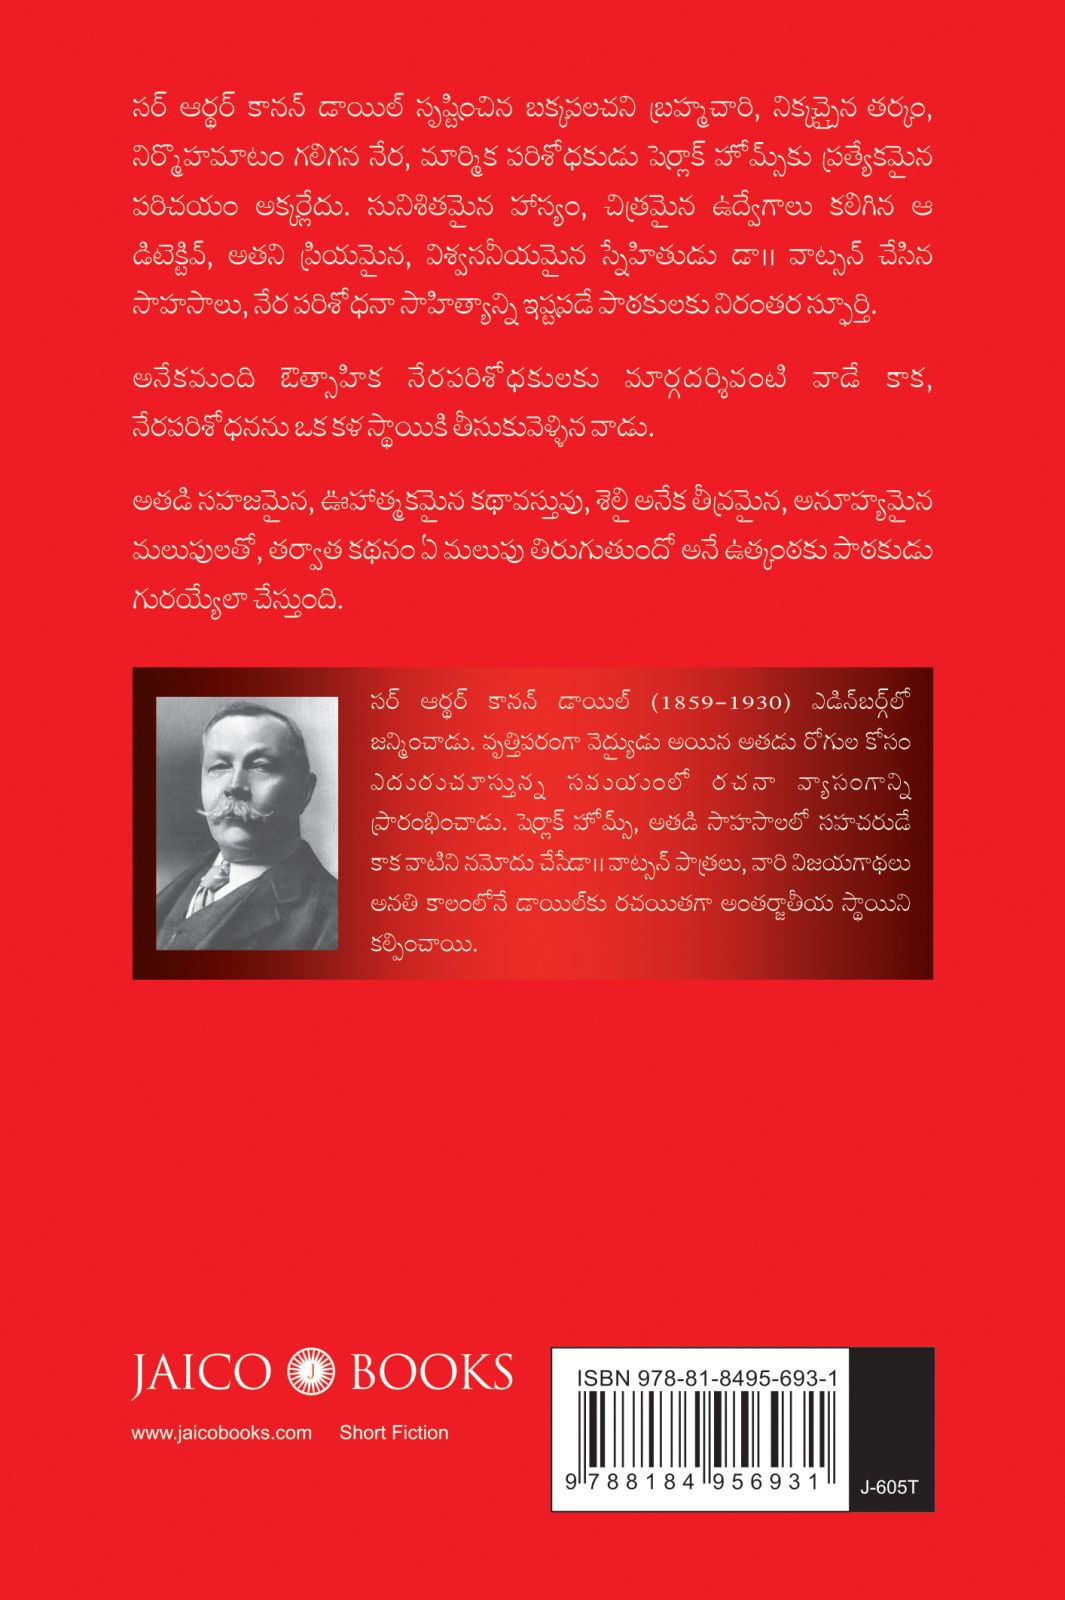 సర్ ఆర్థర్ కానన్ డాయిల్ సృష్టించిన బక్కపలచని బ్రహ్మచారి, నిక్కచ్చైన తర్కం,
నిర్మొహమాటం గలిగన నేర, మార్మిక పరిశోధకుడు షెర్లాక్ హోమ్స్‌కు ప్రత్యేకమైన
పరిచయం అక్కర్లేదు. సునిశితమైన హాస్యం, చిత్రమైన ఉద్వేగాలు కలిగిన ఆ
డిటెక్టివ్, అతని ప్రియమైన, విశ్వసనీయమైన స్నేహితుడు డా॥ వాట్సన్ చేసిన
సాహసాలు, నేర పరిశోధనా సాహిత్యాన్ని ఇష్టపడే పాఠకులకు నిరంతర స్ఫూర్తి.
అనేకమంది ఔత్సాహిక నేరపరిశోధకులకు మార్గదర్శివంటి వాడే కాక,
నేరపరిశోధనను ఒక కళ స్థాయికి తీసుకువెళ్ళిన వాడు.
అతడి సహజమైన, ఊహాత్మకమైన కథావస్తువు, శైలి అనేక తీవ్రమైన, అనూహ్యమైన
మలుపులతో, తర్వాత కథనం ఏ మలుపు తిరుగుతుందో అనే ఉత్కంఠకు పాఠకుడు
గురయ్యేలా చేస్తుంది.
సర్ ఆర్థర్ కానన్ డాయిల్ (1859-1930) ఎడిన్‌బర్గ్‌లో
జన్మించాడు. వృత్తిపరంగా వైద్యుడు అయిన అతడు రోగుల కోసం
ఎదురుచూస్తున్న సమయంలో రచనా వ్యాసంగాన్ని
ప్రారంభించాడు. షెర్లాక్ హోమ్స్, అతడి సాహసాలలో సహచరుడే
కాక వాటిని నమోదు చేసేడా॥ వాట్సన్ పాత్రలు, వారి విజయగాథలు
అనతి కాలంలోనే డాయిల్‌కు రచయితగా అంతర్జాతీయ స్థాయిని
కల్పించాయి.
JAICO J BOOKS
www.jaicobooks.com Short Fiction
ISBN 978-81-8495-693-1
9 788184 956931
J-605T